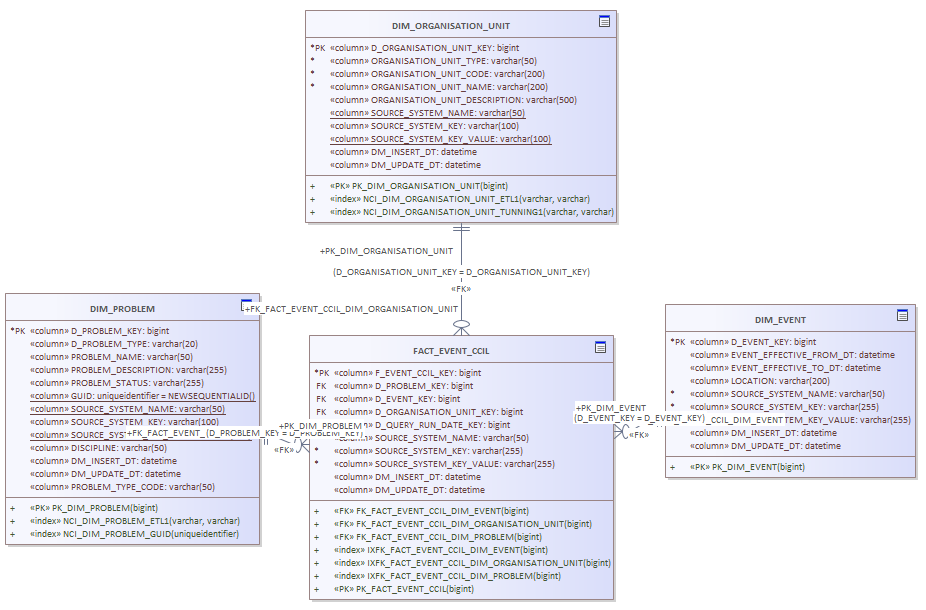 DIM_ORGANISATION_UNIT
*PK «column» D_ORGANISATION_UNIT_KEY: bigint
* «column» ORGANISATION_UNIT_TYPE: varchar(50)
* «column» ORGANISATION_UNIT_CODE: varchar(200)
* «column» ORGANISATION_UNIT_NAME: varchar(200)
«column» ORGANISATION_UNIT_DESCRIPTION: varchar(500)
«column» SOURCE_SYSTEM_NAME: varchar(50)
«column» SOURCE_SYSTEM_KEY: varchar(100)
«column» SOURCE_SYSTEM_KEY_VALUE: varchar(100)
«column» DM_INSERT_DT: datetime
«column» DM_UPDATE_DT: datetime
+ «PK» PK_DIM_ORGANISATION_UNIT(bigint)
+ «index» NCI_DIM_ORGANISATION_UNIT_ETL1(varchar, varchar)
+ «index» NCI_DIM_ORGANISATION_UNIT_TUNNING1(varchar, varchar)
+PK_DIM_ORGANISATION_UNIT
(D_ORGANISATION_UNIT_KEY = D_ORGANISATION_UNIT_KEY)
«FK»
+FK_FACT_EVENT_CCIL_DIM_ORGANISATION_UNIT
DIM_PROBLEM
*PK «column» D_PROBLEM_KEY: bigint
«column» D_PROBLEM_TYPE: varchar(20)
«column» PROBLEM_NAME: varchar(50)
«column» PROBLEM_DESCRIPTION: varchar(255)
«column» PROBLEM_STATUS: varchar(255)
«column» GUID: uniqueidentifier = NEWSEQUENTIALID()
«column» SOURCE_SYSTEM_NAME: varchar(50)
«column» SOURCE_SYSTEM_KEY: varchar(100)
«column» SOURCE_SYS
«column» DISCIPLINE: varchar(50)
«column» DM_INSERT_DT: datetime
«column» DM_UPDATE_DT: datetime
«column» PROBLEM_TYPE_CODE: varchar(50)
+ «PK» PK_DIM_PROBLEM(bigint)
+ «index» NCI_DIM_PROBLEM_ETL1(varchar, varchar)
+ «index» NCI_DIM_PROBLEM_GUID(uniqueidentifier)
+PK_DIM_PROBLEM
+FK_FACT_EVENT_
(D_PROBLEM_KEY = D_PROBLEM_KEY)
«FK»
FACT_EVENT_CCIL
*PK «column» F_EVENT_CCIL_KEY: bigint
FK «column» D_PROBLEM_KEY: bigint
FK «column» D_EVENT_KEY: bigint
FK «column» D_ORGANISATION_UNIT_KEY: bigint
D_QUERY_RUN_DATE_KEY: bigint
SOURCE_SYSTEM_NAME: varchar(50)
* «column» SOURCE_SYSTEM_KEY: varchar(255)
* «column» SOURCE_SYSTEM_KEY_VALUE: varchar(255)
«column» DM_INSERT_DT: datetime
«column» DM_UPDATE_DT: datetime
+ «FK» FK_FACT_EVENT_CCIL_DIM_EVENT(bigint)
+ «FK» FK_FACT_EVENT_CCIL_DIM_ORGANISATION_UNIT(bigint)
+ «FK» FK_FACT_EVENT_CCIL_DIM_PROBLEM(bigint)
+ «index» IXFK_FACT_EVENT_CCIL_DIM_EVENT(bigint)
+ «index» IXFK_FACT_EVENT_CCIL_DIM_ORGANISATION_UNIT(bigint)
+ «index» IXFK_FACT_EVENT_CCIL_DIM_PROBLEM(bigint)
+ «PK» PK_FACT_EVENT_CCIL(bigint)
+PK_DIM_EVENT
(D_EVENT_KEY = D_EVENT_KEY)
«FK»
DIM_EVENT
*PK «column» D_EVENT_KEY: bigint
«column» EVENT_EFFECTIVE_FROM_DT: datetime
«column» EVENT_EFFECTIVE_TO_DT: datetime
«column» LOCATION: varchar(200)
* «column» SOURCE_SYSTEM_NAME: varchar(50)
* «column» SOURCE_SYSTEM_KEY: varchar(255)
_CCIL_DIM_EVENT
TEM_KEY_VALUE: varchar(255)
«column» DM_INSERT_DT: datetime
«column» DM_UPDATE_DT: datetime
+ «PK» PK_DIM_EVENT(bigint)